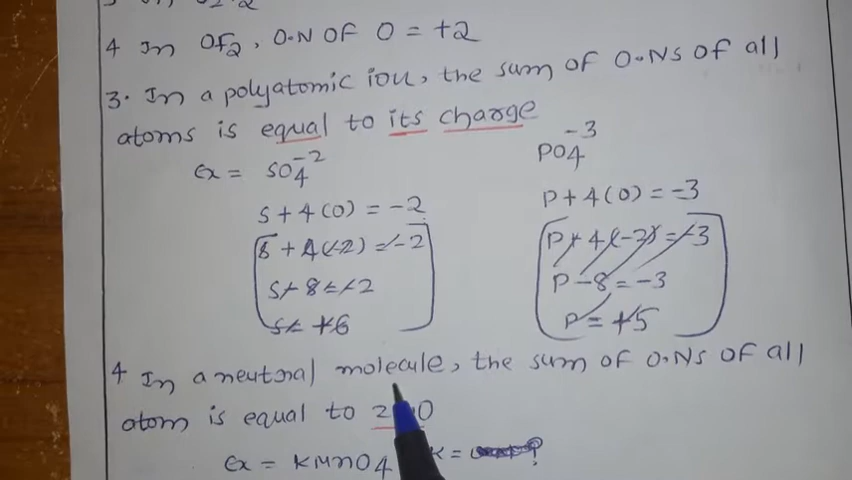 4 In OF2, O.N OF O = +2
3. In a polyatomic iou, the sum OF O.Ns OF all
atoms is equal to its charge
Ex = SO4-2
S + 4(O) = -2
S + 4(-2) = -2
S - 8 = -2
S = +6
PO4-3
P + 4(O) = -3
P + 4(-2) = -3
P - 8 = -3
P = +5
4 In a neutral molecule, the sum OF O.Ns OF all
atom is equal to
Ex = KMnO4 K = ?